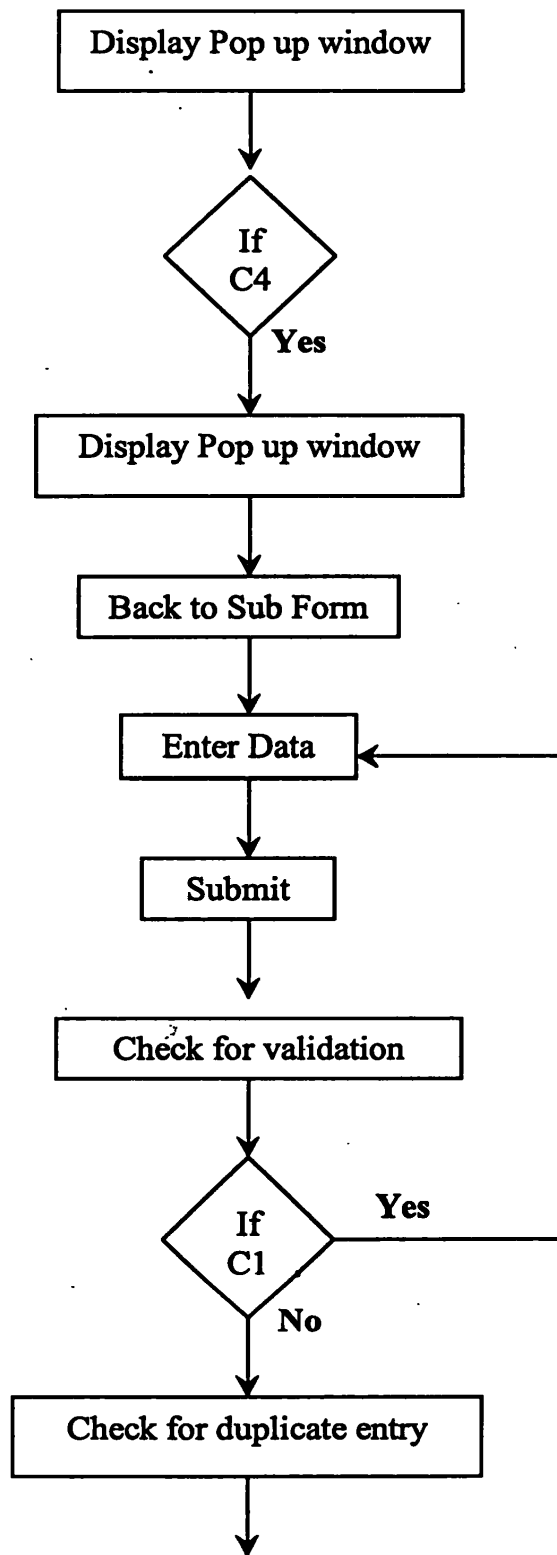 Display Pop up window
If
C4
Yes
Display Pop up window
Back to Sub Form
Enter Data
Submit
Check for validation
If
C1
Yes
No
Check for duplicate entry